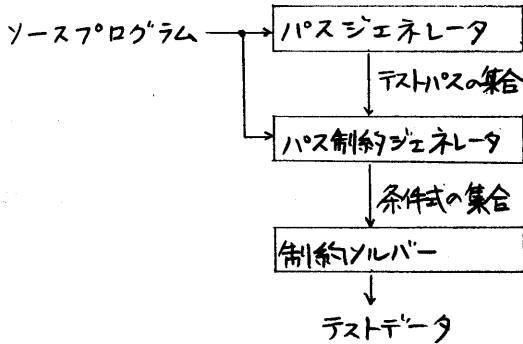 ソースプログラム
パスジェネレータ
テストパスの集合
パス制約ジェネレータ
条件式の集合
制約ソルバー
テストデータ